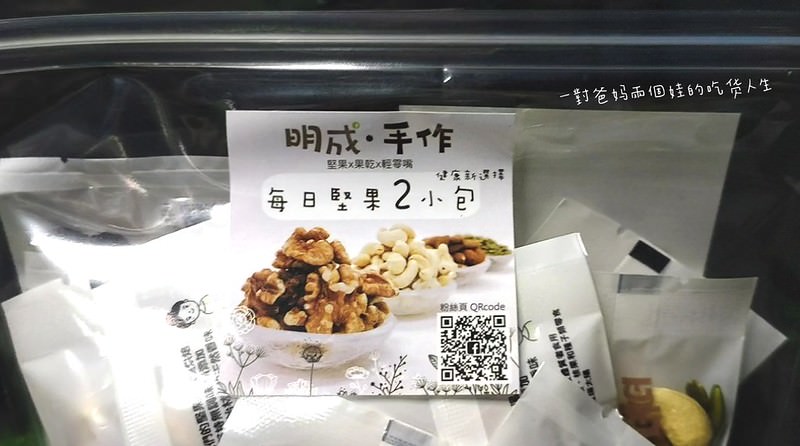 一對爸妈兩個娃的吃货人生
明成·手作
堅果x果乾x輕零嘴
健康新選擇
每日堅果2小包
粉絲頁 QRcode